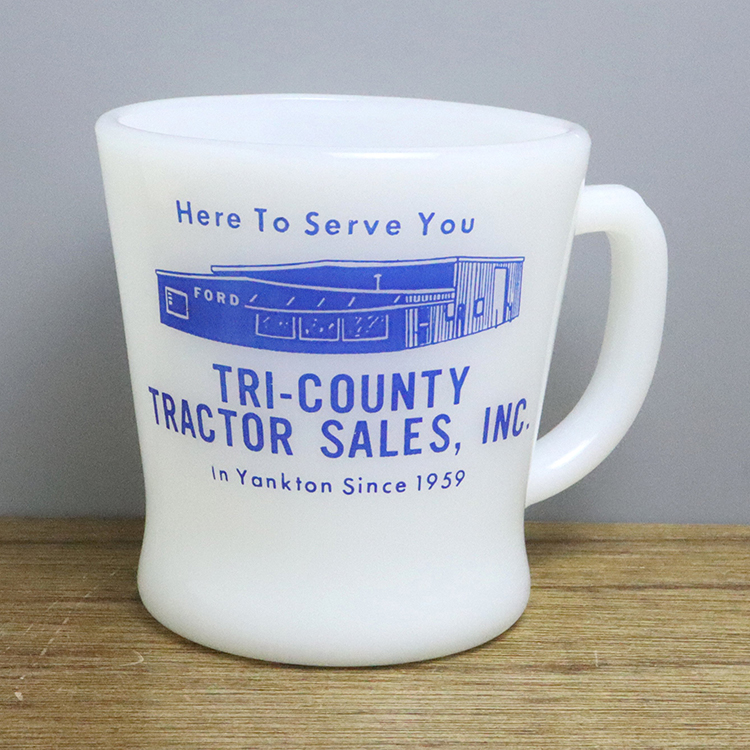 Here To Serve You
FORD
TRI-COUNTY
TRACTOR SALES, INC.
In Yankton Since 1959